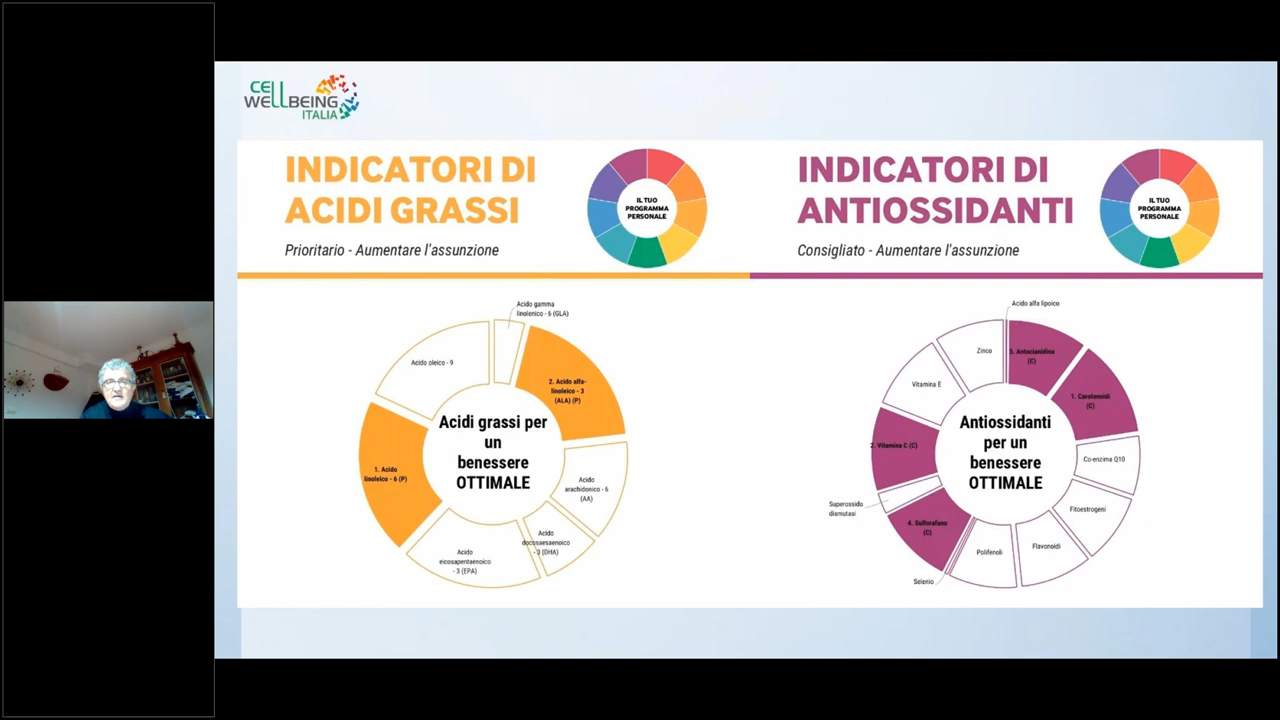 CELL
WELLBEING
ITALIA
INDICATORI DI
ACIDI GRASSI
Prioritario - Aumentare l'assunzione
IL TUO
PROGRAMMA
PERSONALE
INDICATORI DI
ANTIOSSIDANTI
Consigliato - Aumentare l'assunzione
IL TUO
PROGRAMMA
PERSONALE
Acido gamma
linolenico - 6 (GLA)
Acido oleico - 9
2. Acido alfa-
linoleico - 3
(ALA) (P)
Acidi grassi per
un
benessere
OTTIMALE
1. Acido
linoleico - 6 (P)
Acido
arachidonico - 6
(AA)
Acido
docosaesaenoico
- 3 (DHA)
Acido
eicosapentaenoico
- 3 (EPA)
Acido alfa lipoico
Zinco
3. Antocianidina
(C)
Vitamina E
1. Carotenoidi
(C)
Antiossidanti
per un
benessere
OTTIMALE
2. Vitamina C (C)
Co-enzima Q10
Superossido
dismutasi
Fitoestrogeni
4. Sulforafano
(C)
Flavonoidi
Polifenoli
Selenio